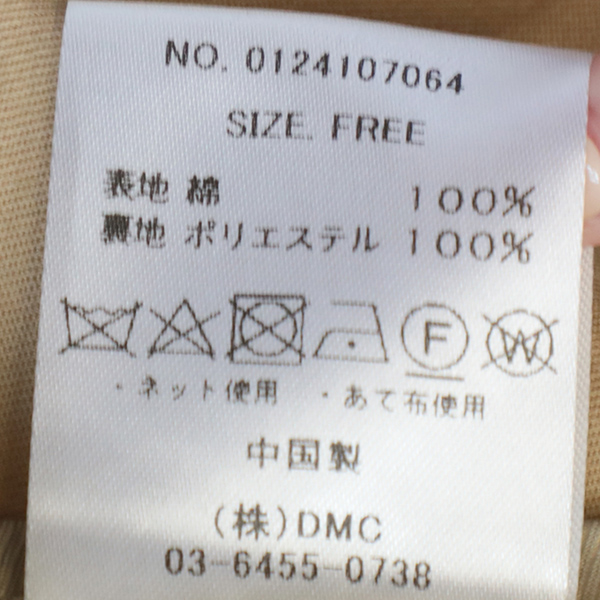 NO. 0124107064
SIZE. FREE
表地 綿 100%
裏地 ポリエステル 100%
F W
・ネット使用 ・あて布使用
中国製
(株)DMC
03-6455-0738